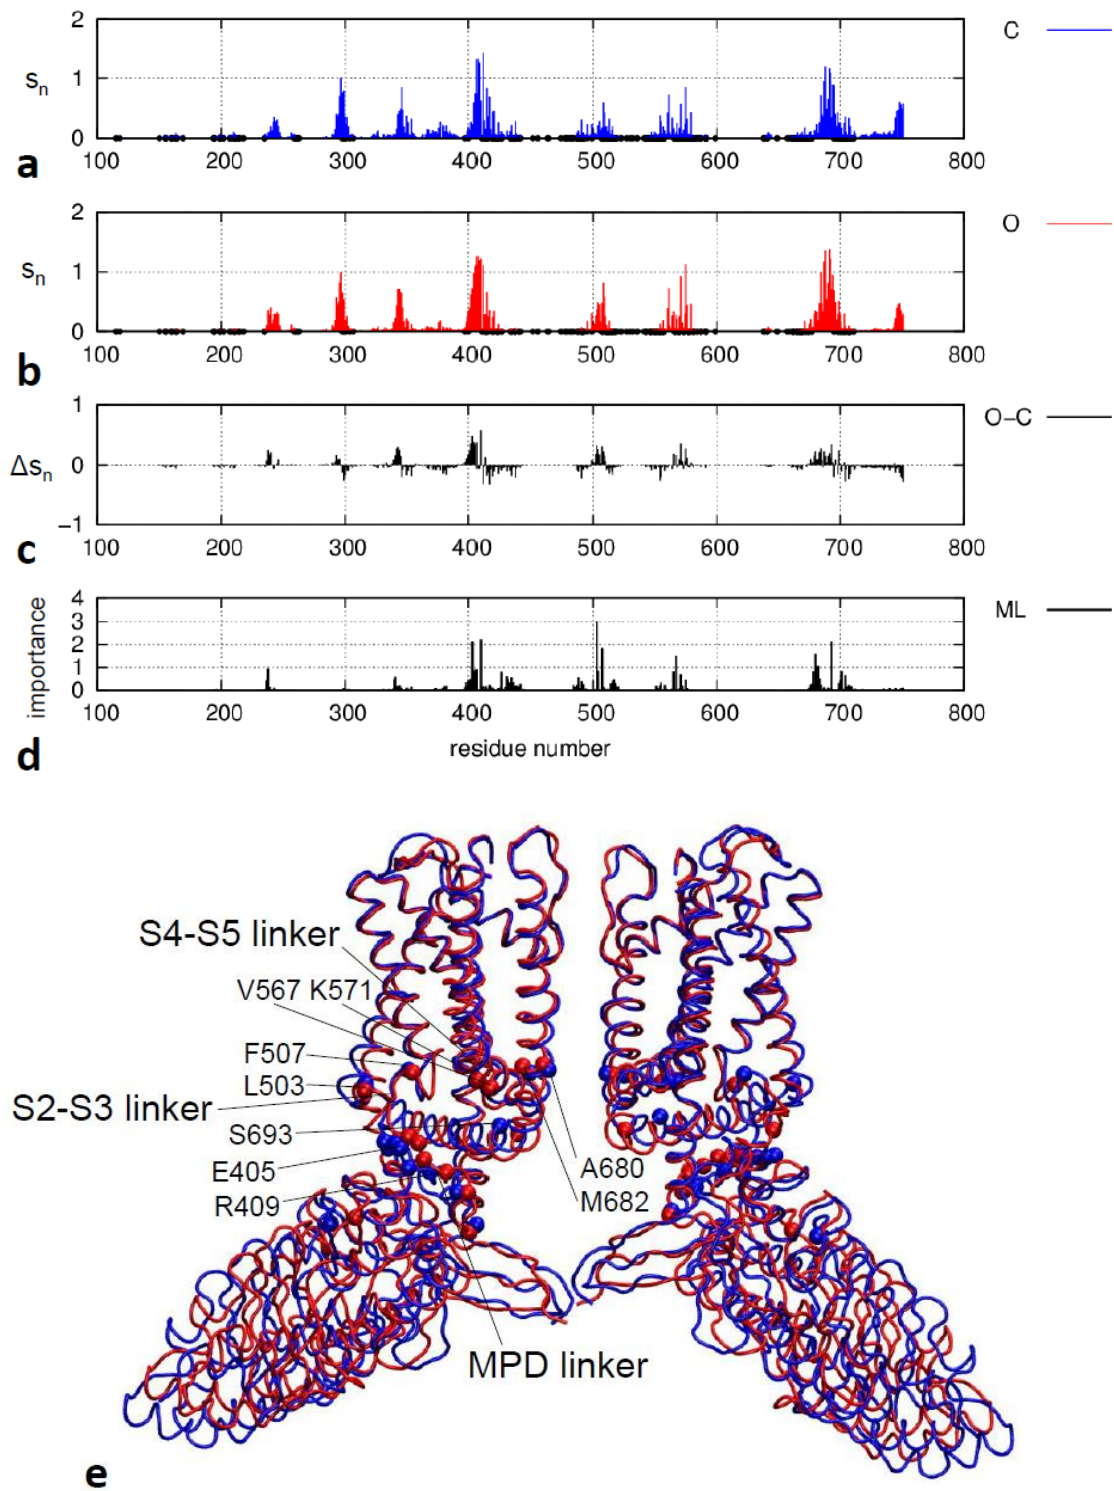 2
1
0
s_n
C
100 200 300 400 500 600 700 800
a
2
1
0
s_n
O
100 200 300 400 500 600 700 800
b
1
0
−1
Δs_n
O−C
100 200 300 400 500 600 700 800
c
4
3
2
1
0
importance
ML
100 200 300 400 500 600 700 800
residue number
d
S4-S5 linker
V567 K571
F507
L503
S2-S3 linker
S693
E405
R409
A680
M682
MPD linker
e